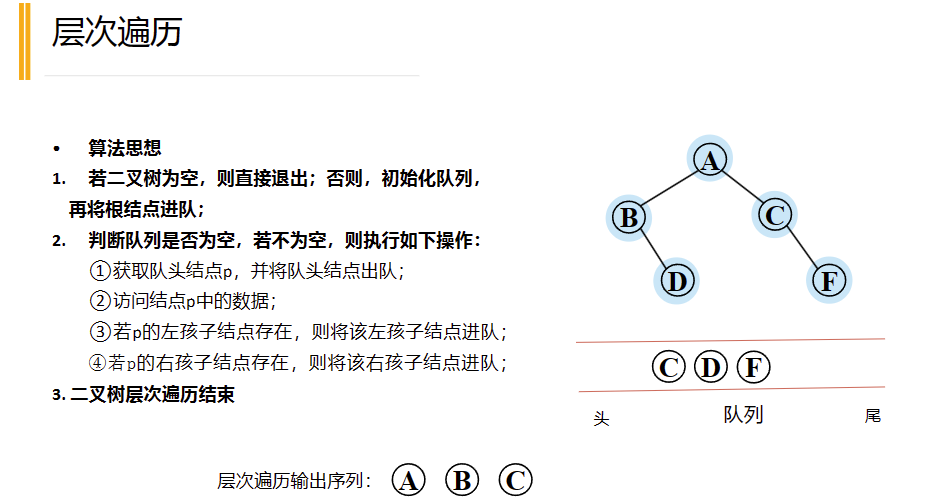 层次遍历
• 算法思想
1. 若二叉树为空，则直接退出；否则，初始化队列，
再将根结点进队；
2. 判断队列是否为空，若不为空，则执行如下操作：
①获取队头结点p，并将队头结点出队；
②访问结点p中的数据；
③若p的左孩子结点存在，则将该左孩子结点进队；
④若p的右孩子结点存在，则将该右孩子结点进队；
3. 二叉树层次遍历结束
A
B C
D F
C D F
头 队列 尾
层次遍历输出序列： A B C